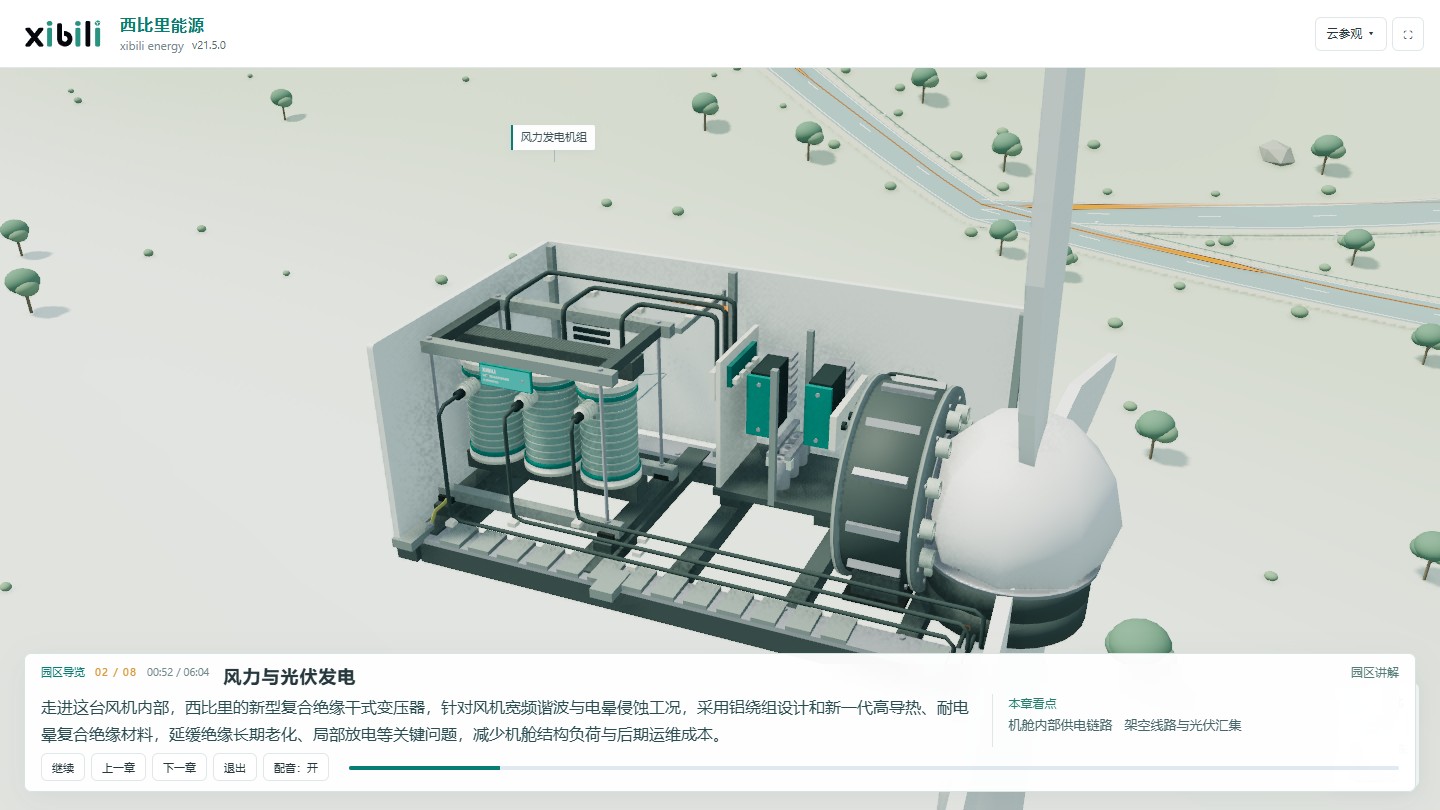 xibili
西比里能源
xibili energy v21.5.0
云参观
风力发电机组
园区导览 02 / 08 00:52 / 06:04 风力与光伏发电
园区讲解
走进这台风机内部，西比里的新型复合绝缘干式变压器，针对风机宽频谐波与电晕侵蚀工况，采用铝绕组设计和新一代高导热、耐电
晕复合绝缘材料，延缓绝缘长期老化、局部放电等关键问题，减少机舱结构负荷与后期运维成本。
本章看点
机舱内部供电链路 架空线路与光伏汇集
继续 上一章 下一章 退出 配音：开